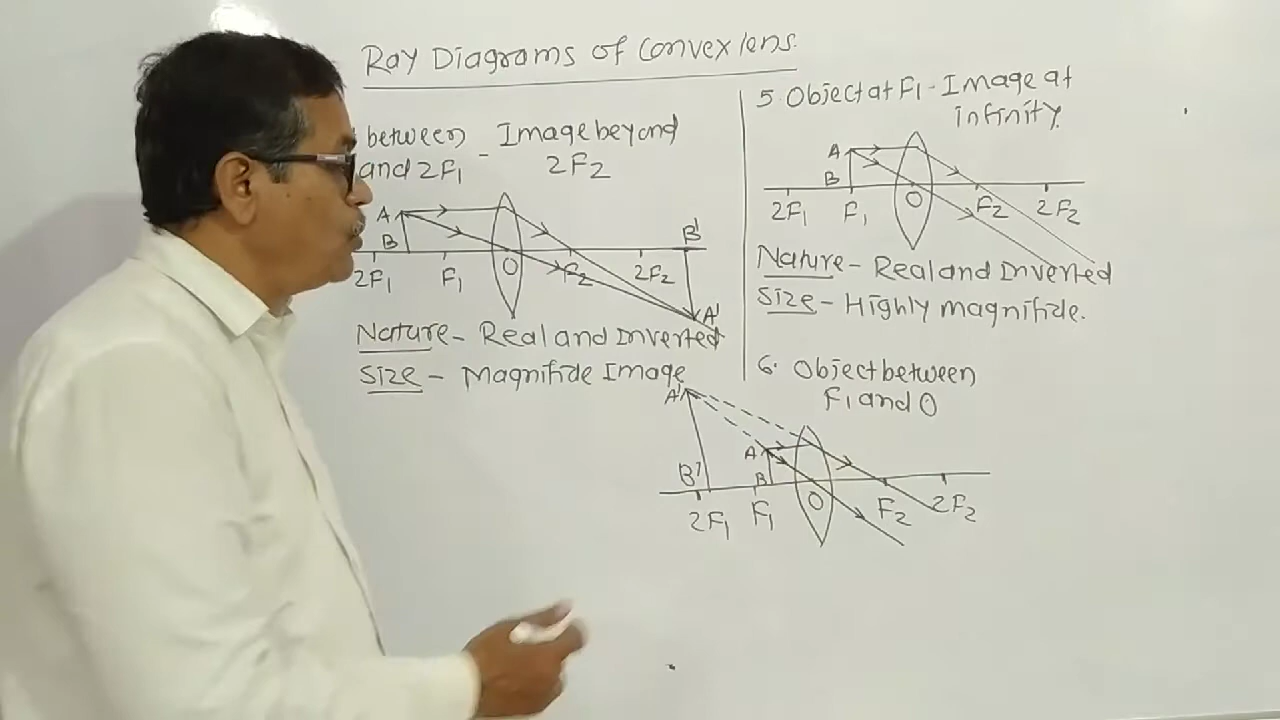 Ray Diagrams of Convex lens.
between - Image beyond
and 2F1 2F2
A
B
2F1 F1 O F2 2F2 B'
A'
Nature - Real and Inverted
Size - Magnifide Image
5. Object at F1 - Image at
infinity.
A
B
2F1 F1 O F2 2F2
Nature - Real and Inverted
Size - Highly magnifide.
6. Object between
F1 and O
A'
A
B' B
2F1 F1 O F2 2F2